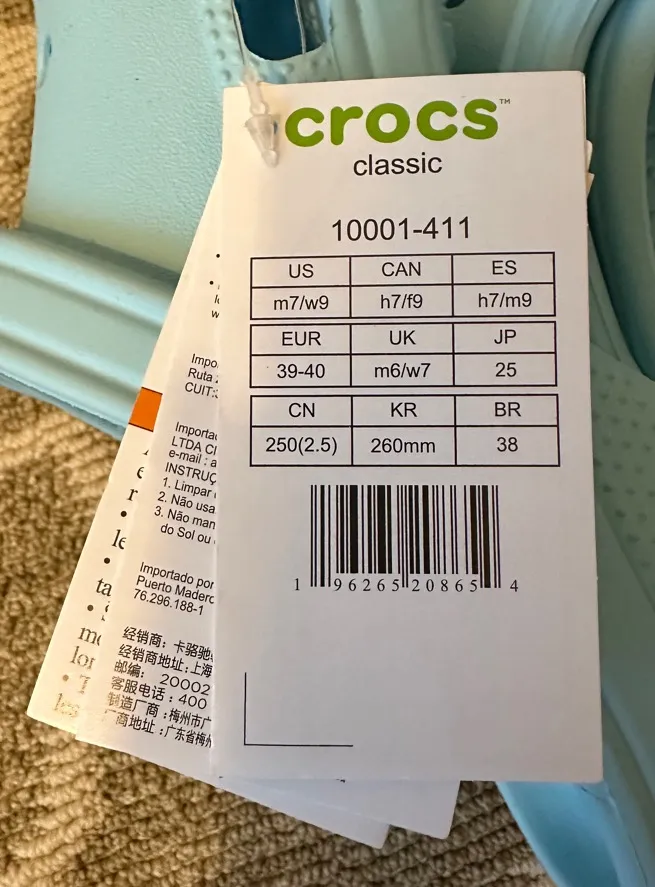 crocs™
classic
10001-411
US CAN ES
m7/w9 h7/f9 h7/m9
EUR UK JP
39-40 m6/w7 25
CN KR BR
250(2.5) 260mm 38
1 96265 20865 4
Ruta
CUIT:
LTDA
e-mail : a
1. Limpar
2. Não usa
3. Não man
do Sol ou
Importado por
Puerto Madero
76.296.188-1
经销商：卡骆驰
经销商地址：上海
邮编： 20002
客服电话：400
制造厂商：梅州市广
厂商地址：广东省梅州